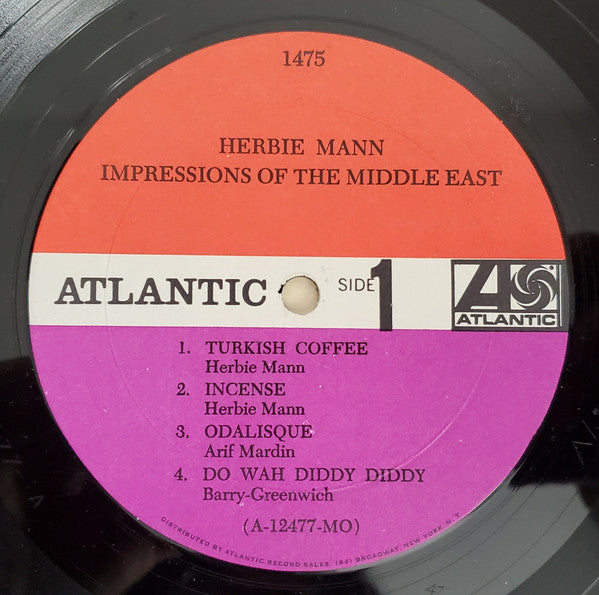 1475
HERBIE MANN
IMPRESSIONS OF THE MIDDLE EAST
ATLANTIC
SIDE 1
ATLANTIC
1. TURKISH COFFEE
Herbie Mann
2. INCENSE
Herbie Mann
3. ODALISQUE
Arif Mardin
4. DO WAH DIDDY DIDDY
Barry-Greenwich
(A-12477-MO)
DISTRIBUTED BY ATLANTIC RECORD SALES, 1841 BROADWAY, NEW YORK, N.Y.